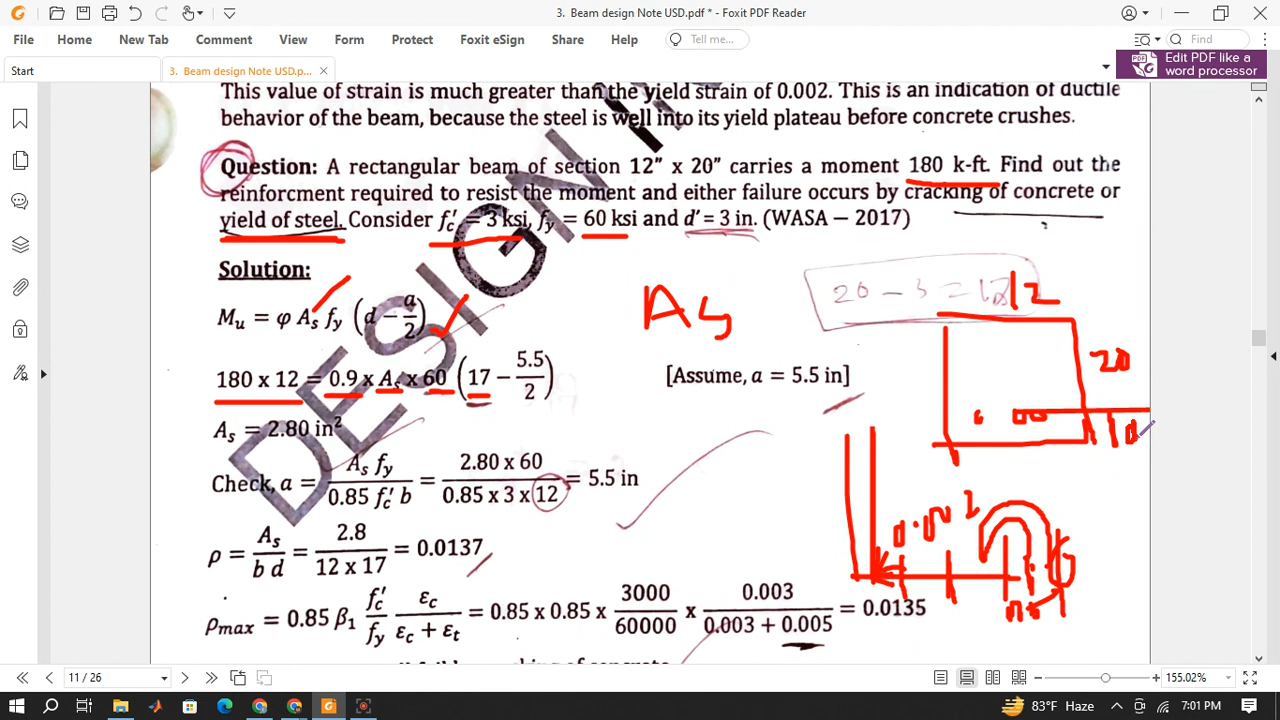 3. Beam design Note USD.pdf * - Foxit PDF Reader
File Home New Tab Comment View Form Protect Foxit eSign Share Help Tell me... Find
Start 3. Beam design Note USD.p... Edit PDF like a word processor
This value of strain is much greater than the yield strain of 0.002. This is an indication of ductile
behavior of the beam, because the steel is well into its yield plateau before concrete crushes.
Question: A rectangular beam of section 12” x 20” carries a moment 180 k-ft. Find out the
reinforcment required to resist the moment and either failure occurs by cracking of concrete or
yield of steel. Consider f′c = 3 ksi, fy = 60 ksi and d′ = 3 in. (WASA – 2017)
Solution:
Mu = φ As fy (d − a/2)
As
20 − 3 = 17
12
20
180 x 12 = 0.9 x As x 60 (17 − 5.5/2) [Assume, a = 5.5 in]
As = 2.80 in²
Check, a = As fy / 0.85 f′c b = 2.80 x 60 / 0.85 x 3 x 12 = 5.5 in
ρ = As / b d = 2.8 / 12 x 17 = 0.0137
0.002
ρmax = 0.85 β1 f′c / fy εc / εc + εt = 0.85 x 0.85 x 3000 / 60000 x 0.003 / 0.003 + 0.005 = 0.0135
DESIGN
11 / 26 155.02%
83°F Haze 7:01 PM